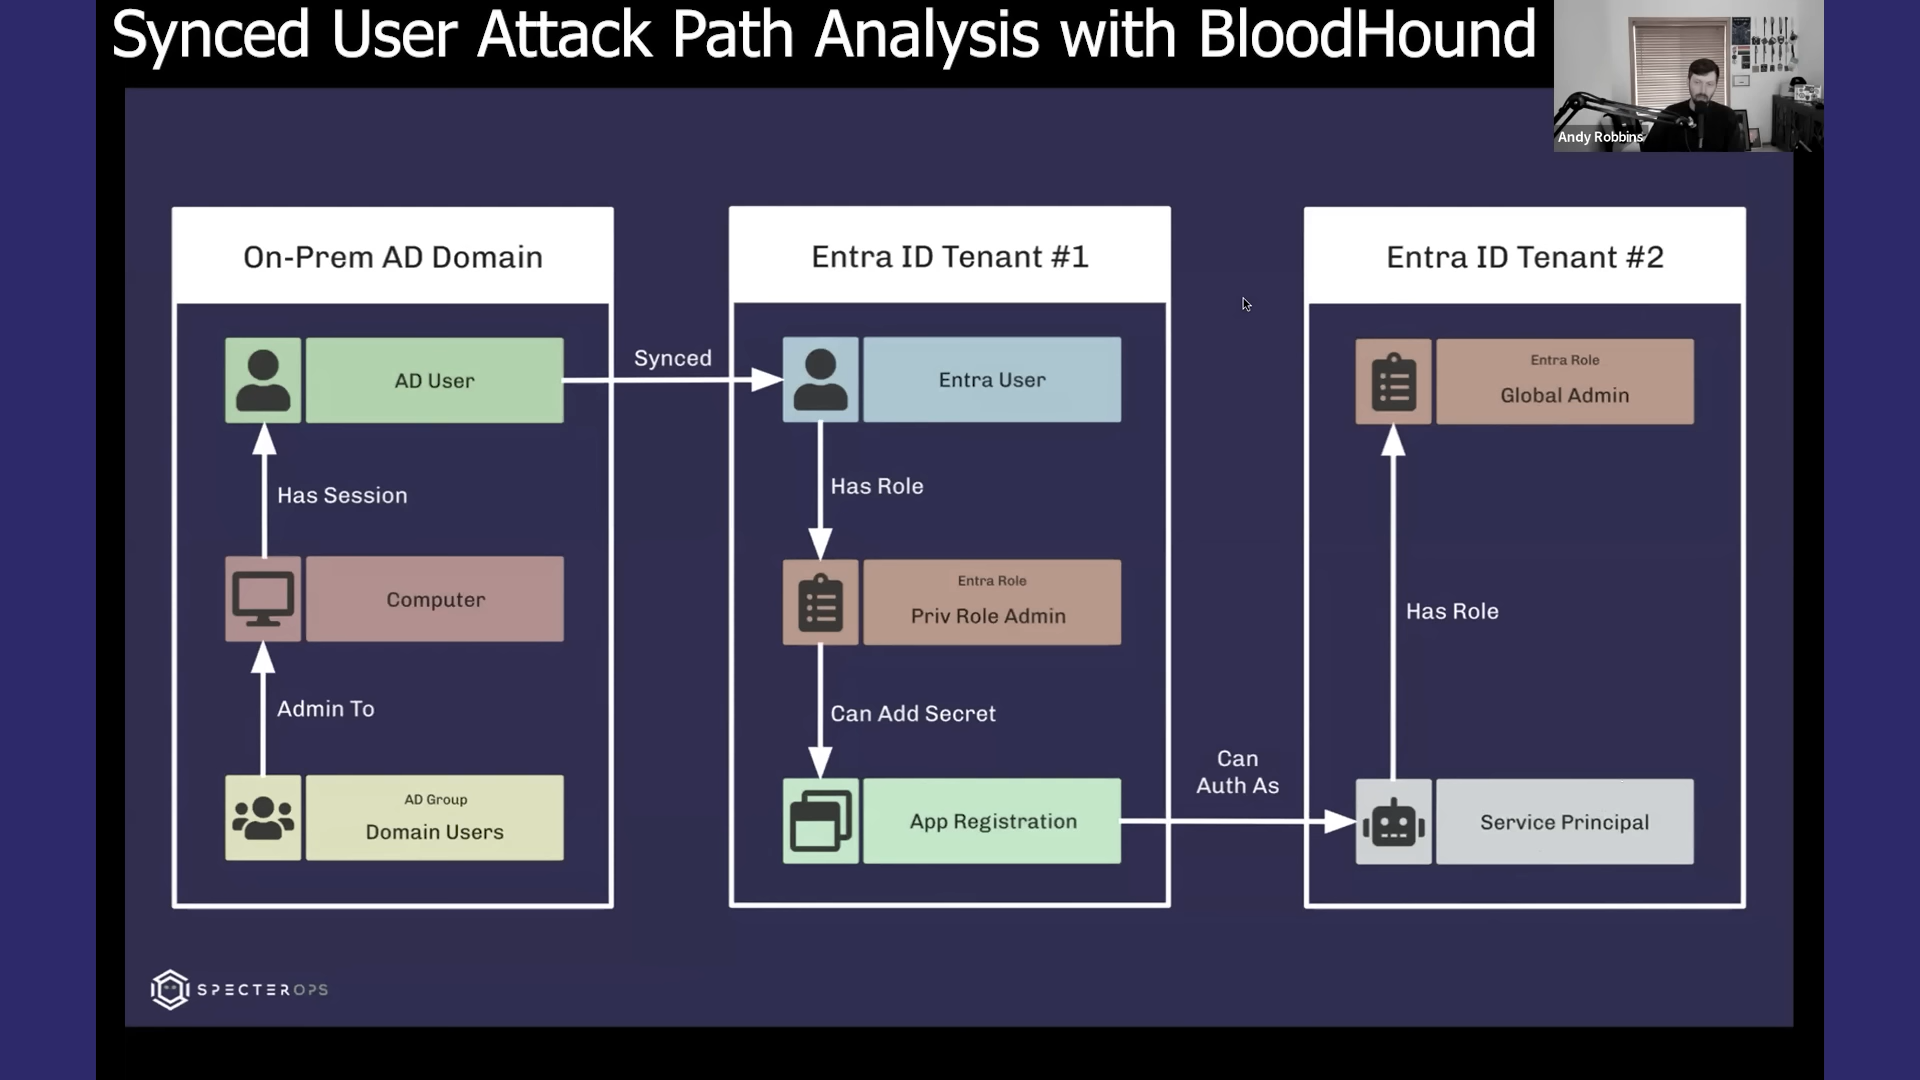 Synced User Attack Path Analysis with BloodHound
Andy Robbins
On-Prem AD Domain
AD User
Has Session
Computer
Admin To
AD Group
Domain Users
Synced
Entra ID Tenant #1
Entra User
Has Role
Entra Role
Priv Role Admin
Can Add Secret
App Registration
Can
Auth As
Entra ID Tenant #2
Entra Role
Global Admin
Has Role
Service Principal
SPECTEROPS